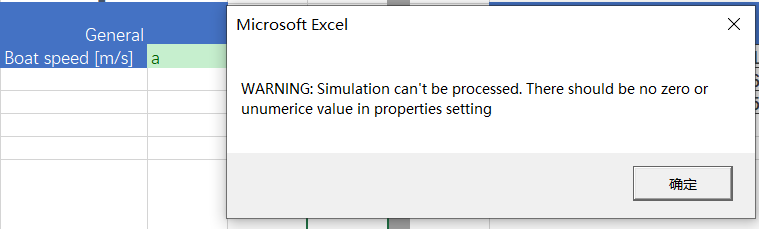 General
Boat speed [m/s] a
Microsoft Excel
WARNING: Simulation can't be processed. There should be no zero or
unumerice value in properties setting
确定